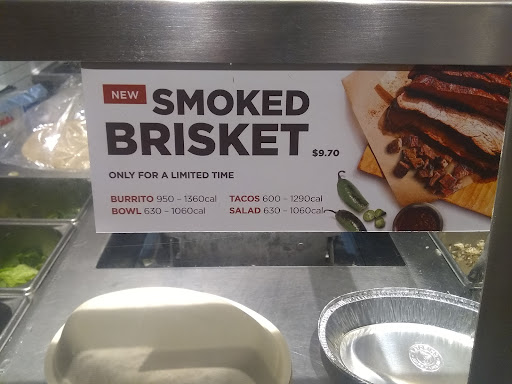 NEW SMOKED
BRISKET $9.70
ONLY FOR A LIMITED TIME
BURRITO 950 – 1360cal TACOS 600 – 1290cal
BOWL 630 – 1060cal SALAD 630 – 1060cal